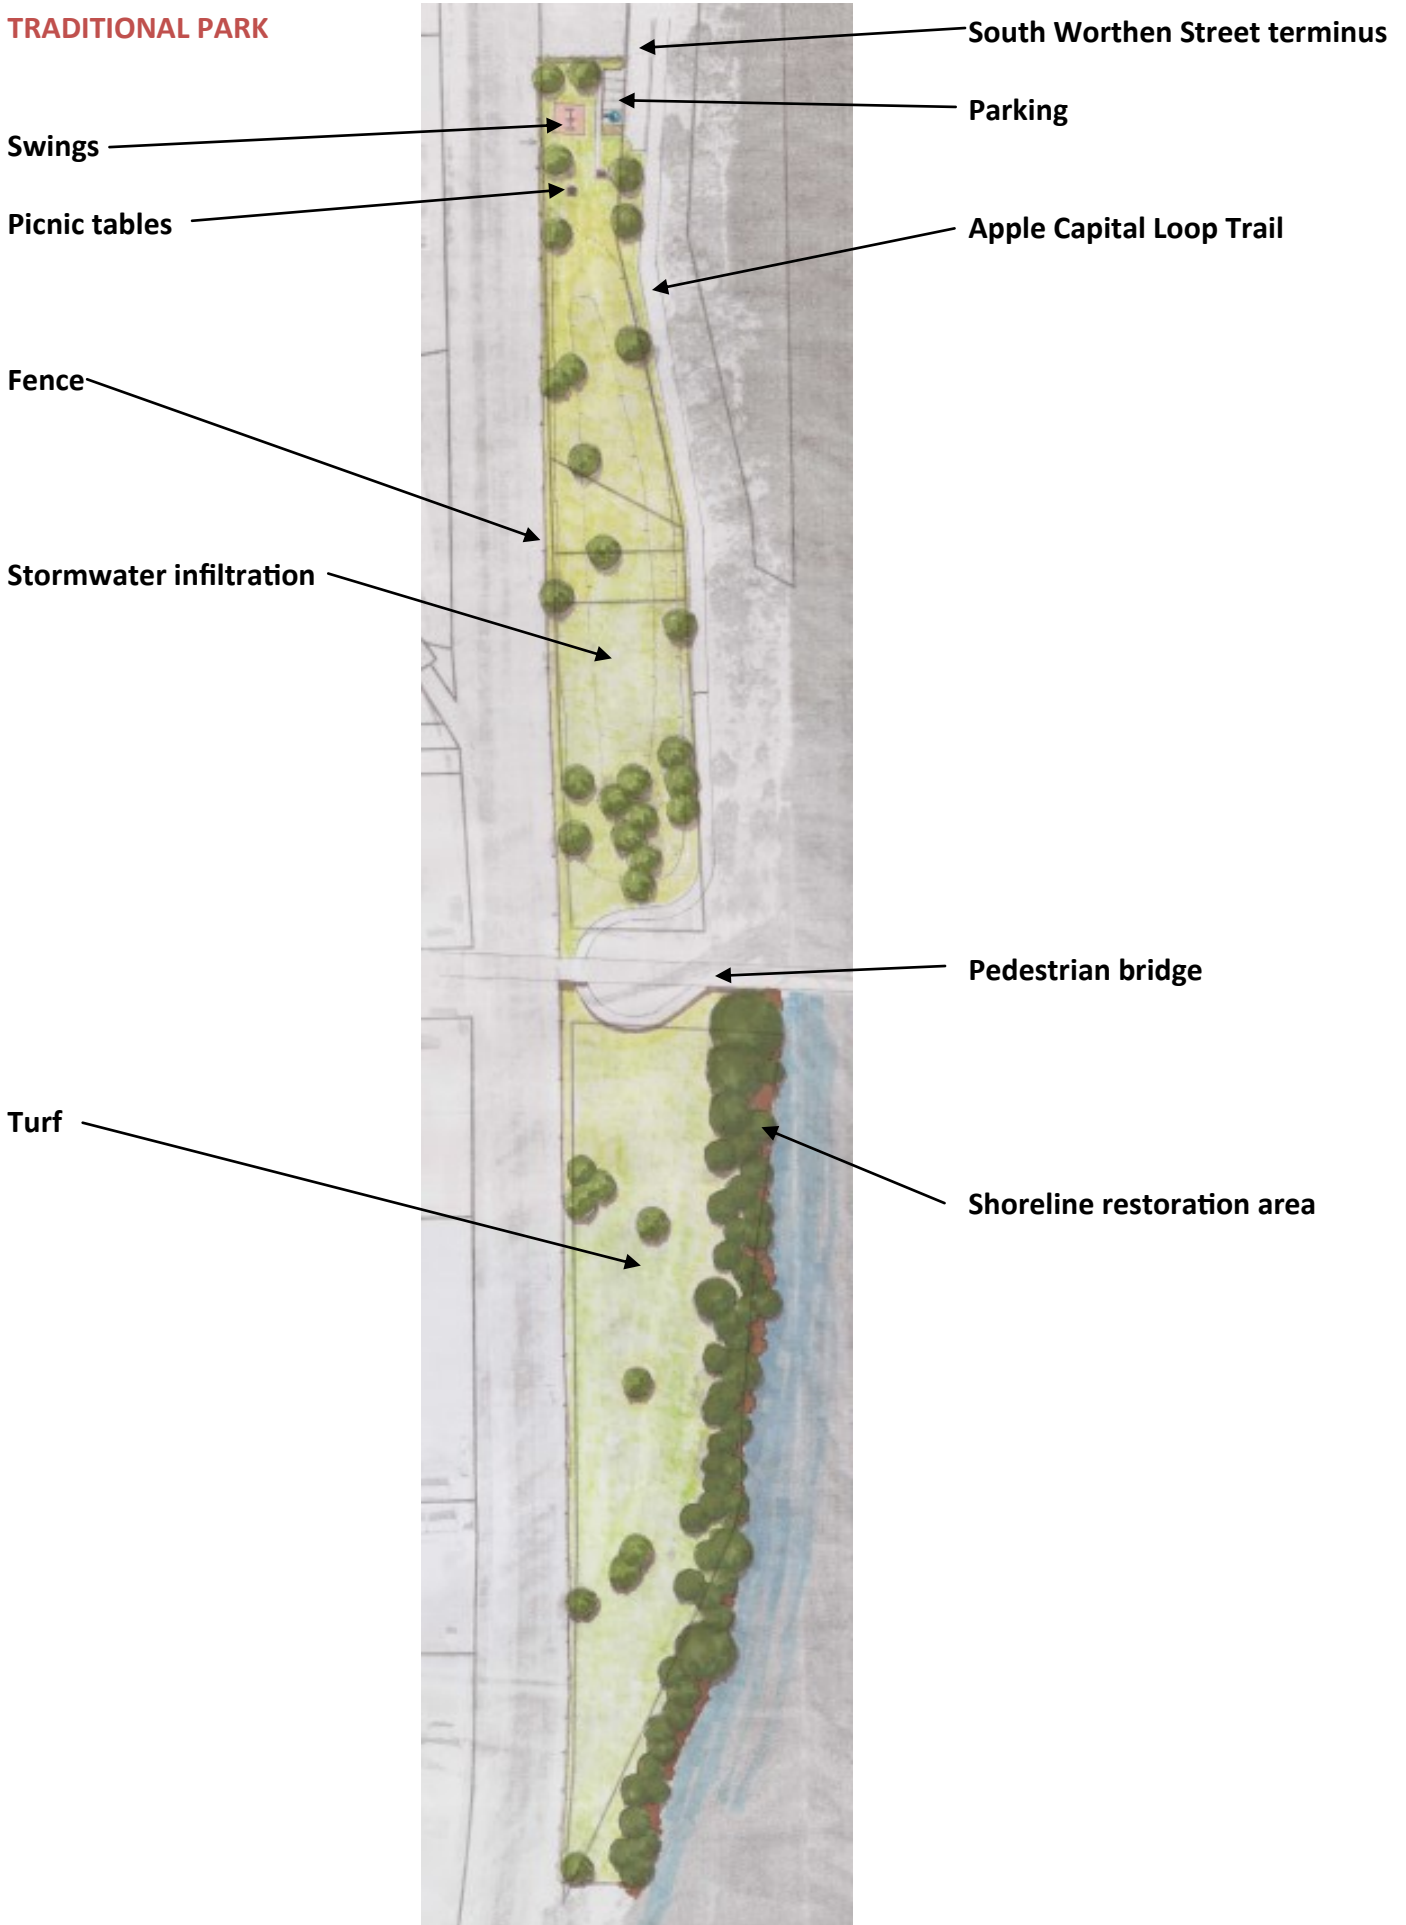 TRADITIONAL PARK
South Worthen Street terminus
Parking
Swings
Picnic tables
Apple Capital Loop Trail
Fence
Stormwater infiltration
Pedestrian bridge
Turf
Shoreline restoration area